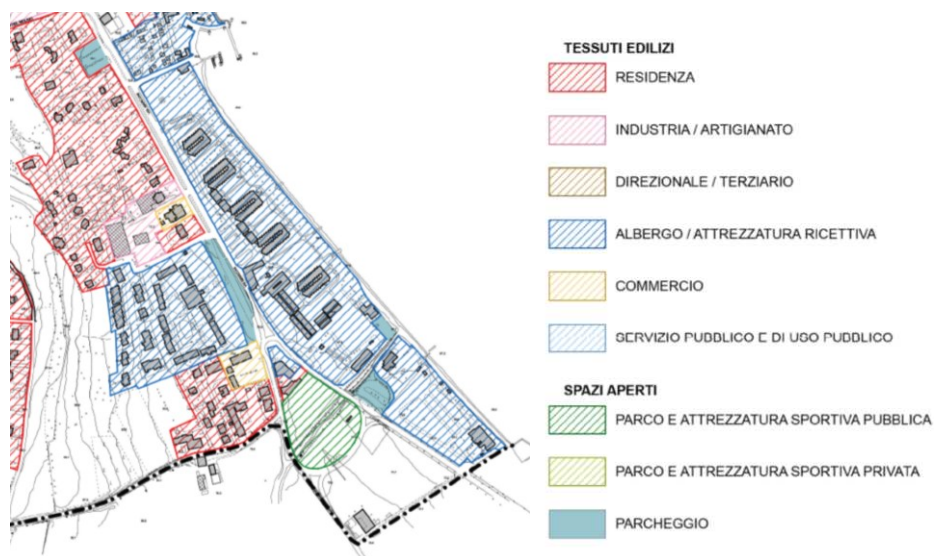 TESSUTI EDILIZI
RESIDENZA
INDUSTRIA / ARTIGIANATO
DIREZIONALE / TERZIARIO
ALBERGO / ATTREZZATURA RICETTIVA
COMMERCIO
SERVIZIO PUBBLICO E DI USO PUBBLICO
SPAZI APERTI
PARCO E ATTREZZATURA SPORTIVA PUBBLICA
PARCO E ATTREZZATURA SPORTIVA PRIVATA
PARCHEGGIO